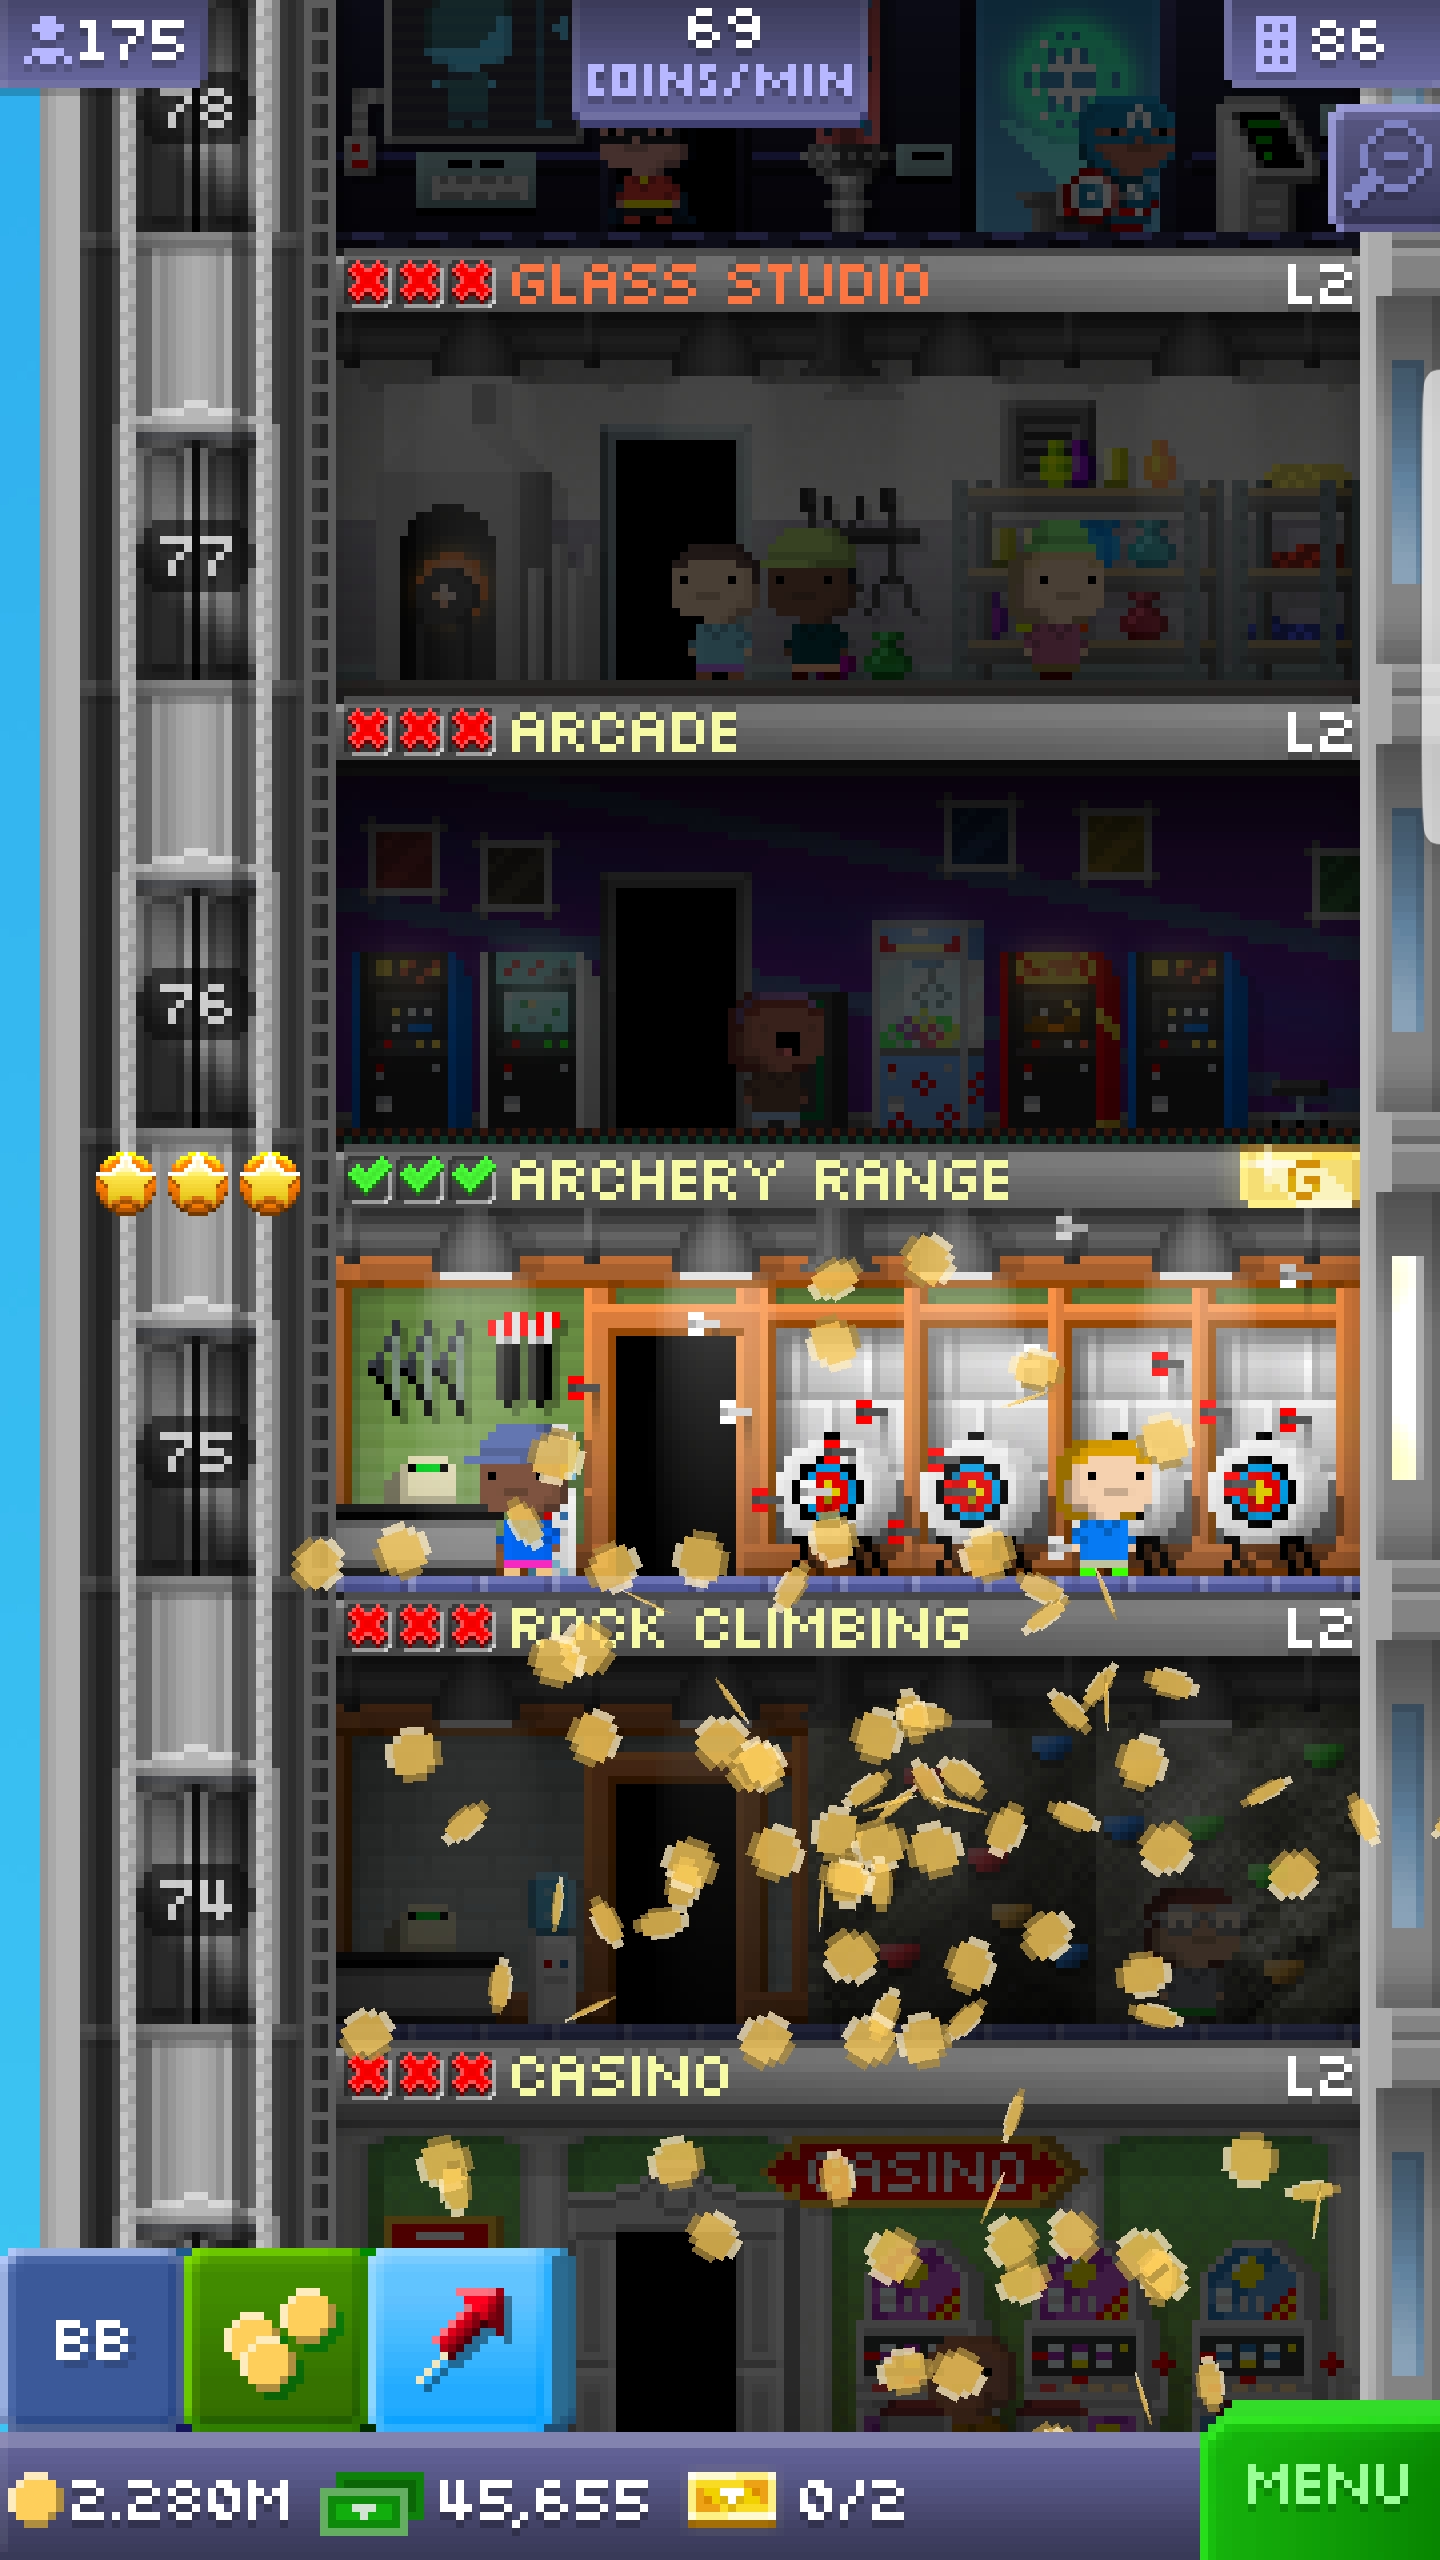 175
69
COINS/MIN
86
78
GLASS STUDIO L2
77
ARCADE L2
76
ARCHERY RANGE G
75
ROCK CLIMBING L2
74
CASINO L2
CASINO
BB
2.280M 45,655 0/2
MENU